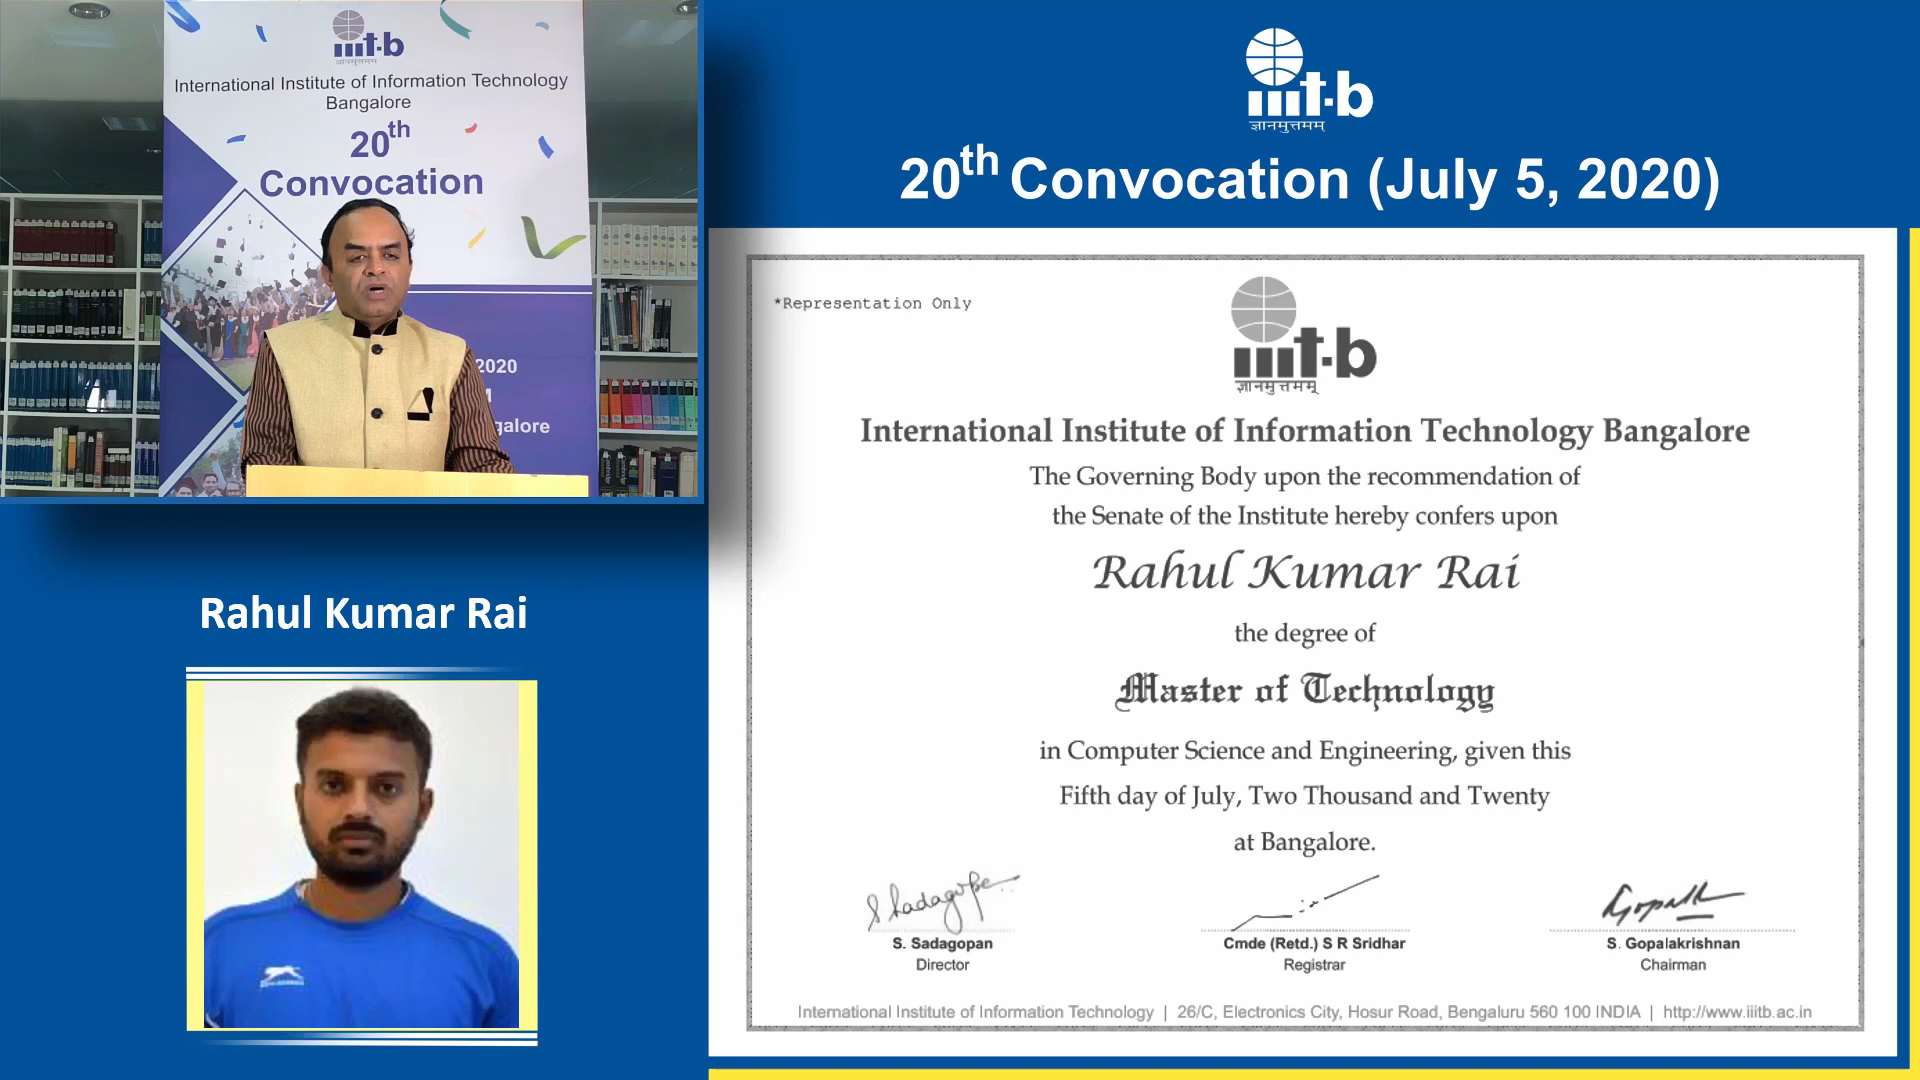 iiit-b
ज्ञानमुत्तमम्
International Institute of Information Technology
Bangalore
20th
Convocation
2020
galore
iiit-b
ज्ञानमुत्तमम्
20th Convocation (July 5, 2020)
Rahul Kumar Rai
*Representation Only
iiit-b
ज्ञानमुत्तमम्
International Institute of Information Technology Bangalore
The Governing Body upon the recommendation of
the Senate of the Institute hereby confers upon
Rahul Kumar Rai
the degree of
Master of Technology
in Computer Science and Engineering, given this
Fifth day of July, Two Thousand and Twenty
at Bangalore.
S. Sadagopan
Director
Cmde (Retd.) S R Sridhar
Registrar
S. Gopalakrishnan
Chairman
International Institute of Information Technology | 26/C, Electronics City, Hosur Road, Bengaluru 560 100 INDIA | http://www.iiitb.ac.in